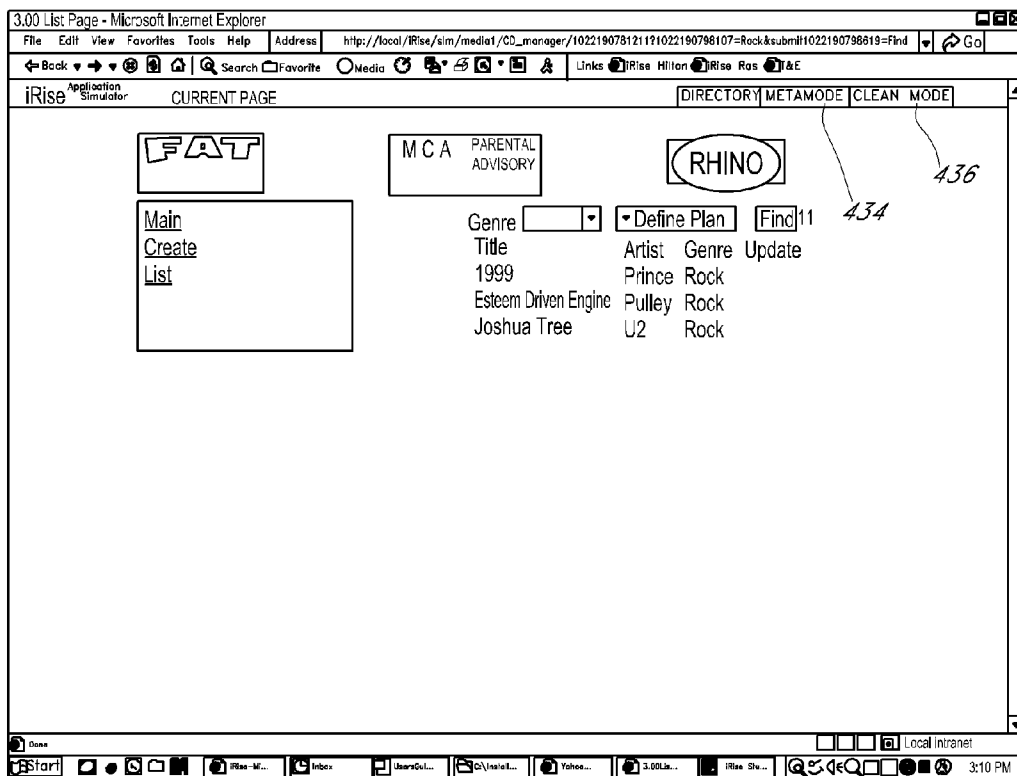 3.00 List Page - Microsoft Internet Explorer
File Edit View Favorites Tools Help Address http://local/iRise/sim/media1/CD_manager/1022190781211?1022190798107=Rock&submit1022190798619=Find Go
Back Search Favorite Media Links iRise Hilton iRise Ras T&E
iRise Application Simulator CURRENT PAGE DIRECTORY METAMODE CLEAN MODE
FAT MCA PARENTAL ADVISORY RHINO
434 436
Main
Create
List
Genre Define Plan Find 11
Title Artist Genre Update
1999 Prince Rock
Esteem Driven Engine Pulley Rock
Joshua Tree U2 Rock
Done Local intranet
Start iRise-Mi... Inbox UsersGui... C:\Instal... Yahoo... 3.00Lis... iRise Stu... 3:10 PM